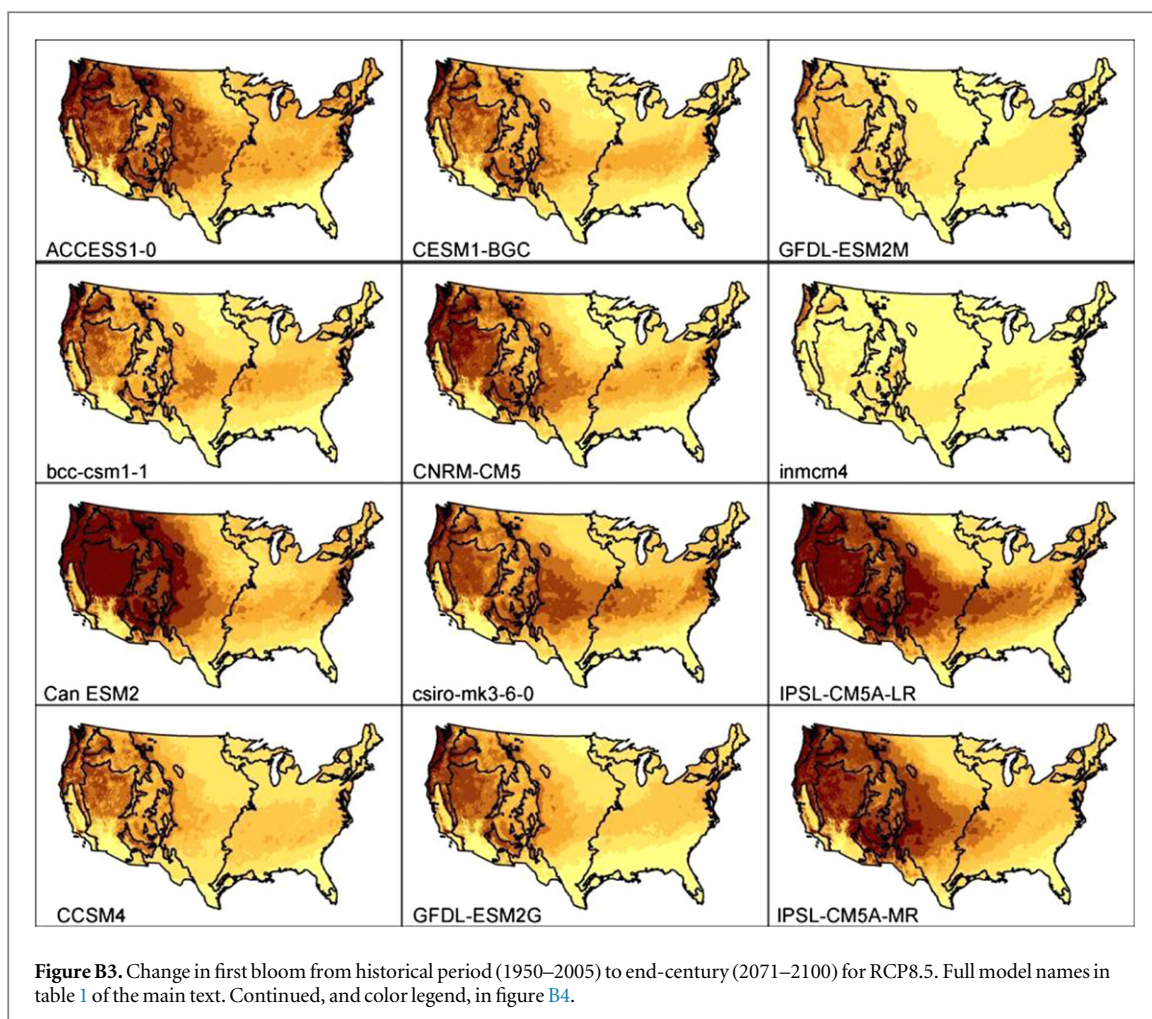 ACCESS1-0
CESM1-BGC
GFDL-ESM2M
bcc-csm1-1
CNRM-CM5
inmcm4
Can ESM2
csiro-mk3-6-0
IPSL-CM5A-LR
CCSM4
GFDL-ESM2G
IPSL-CM5A-MR
Figure B3. Change in first bloom from historical period (1950–2005) to end-century (2071–2100) for RCP8.5. Full model names in
table 1 of the main text. Continued, and color legend, in figure B4.